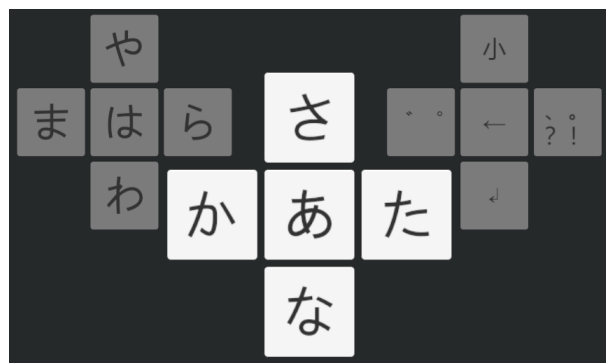 や 小
さ
ま は ら ゛゜ ← 、。?!
わ か あ た ↲
な